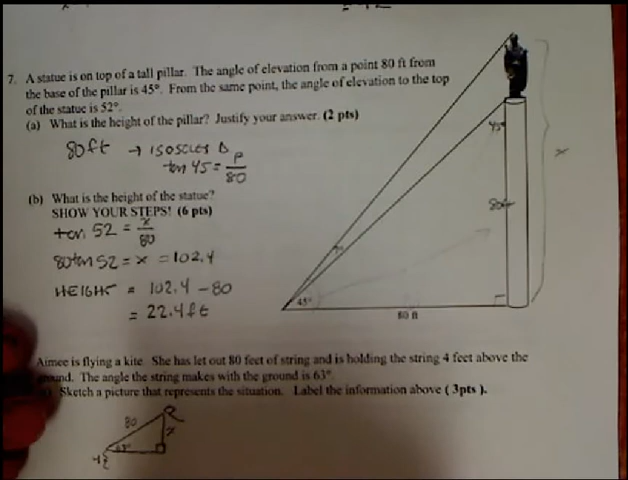 7. A statue is on top of a tall pillar. The angle of elevation from a point 80 ft from
the base of the pillar is 45°. From the same point, the angle of elevation to the top
of the statue is 52°.
(a) What is the height of the pillar? Justify your answer. (2 pts)
80ft → isosceles Δ
tan 45 = p/80
(b) What is the height of the statue?
SHOW YOUR STEPS! (6 pts)
tan 52 = x/80
80tan 52 = x = 102.4
HEIGHT = 102.4 - 80
= 22.4 ft
45°
80ft
x
7°
45°
80 ft
Aimee is flying a kite. She has let out 80 feet of string and is holding the string 4 feet above the
ground. The angle the string makes with the ground is 63°.
Sketch a picture that represents the situation. Label the information above ( 3pts ).
80
x
63°